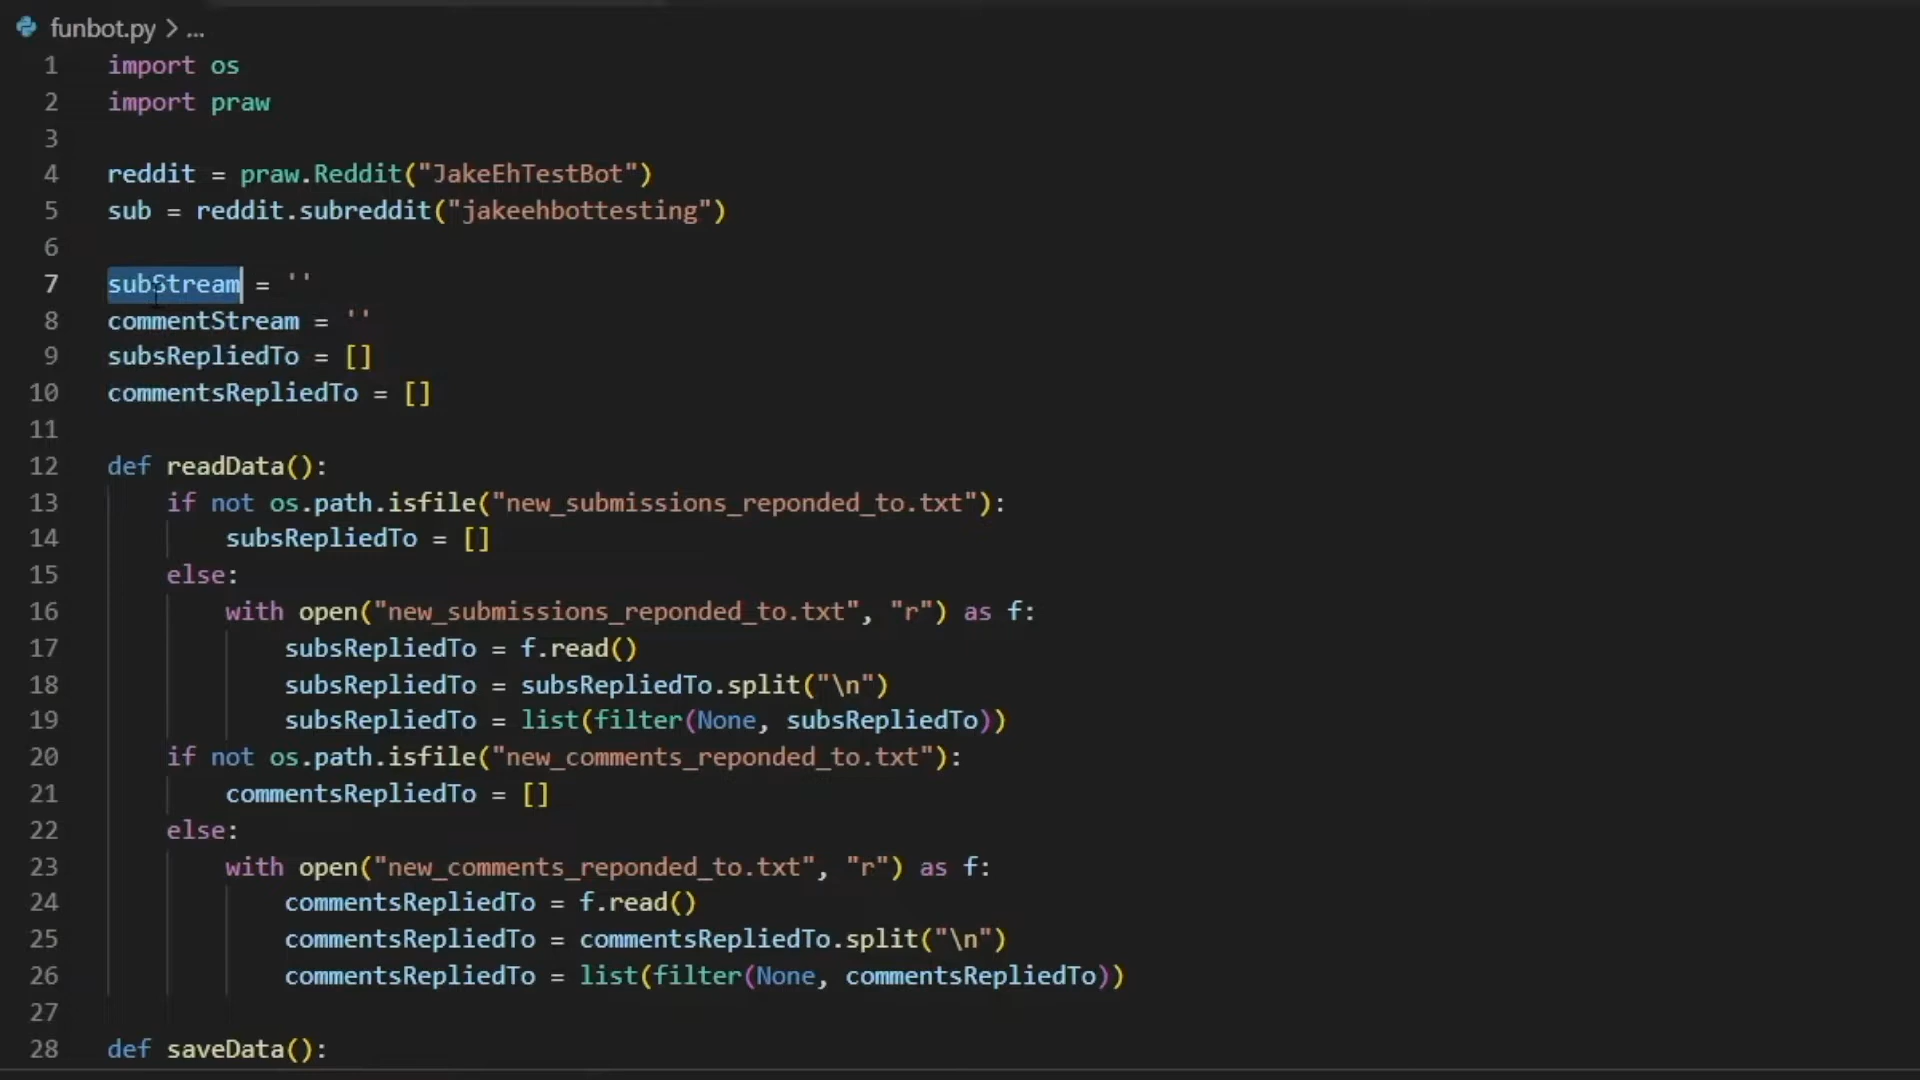 funbot.py > ...
1 import os
2 import praw
3
4 reddit = praw.Reddit("JakeEhTestBot")
5 sub = reddit.subreddit("jakeehbottesting")
6
7 subStream = ''
8 commentStream = ''
9 subsRepliedTo = []
10 commentsRepliedTo = []
11
12 def readData():
13 if not os.path.isfile("new_submissions_reponded_to.txt"):
14 subsRepliedTo = []
15 else:
16 with open("new_submissions_reponded_to.txt", "r") as f:
17 subsRepliedTo = f.read()
18 subsRepliedTo = subsRepliedTo.split("\n")
19 subsRepliedTo = list(filter(None, subsRepliedTo))
20 if not os.path.isfile("new_comments_reponded_to.txt"):
21 commentsRepliedTo = []
22 else:
23 with open("new_comments_reponded_to.txt", "r") as f:
24 commentsRepliedTo = f.read()
25 commentsRepliedTo = commentsRepliedTo.split("\n")
26 commentsRepliedTo = list(filter(None, commentsRepliedTo))
27
28 def saveData():